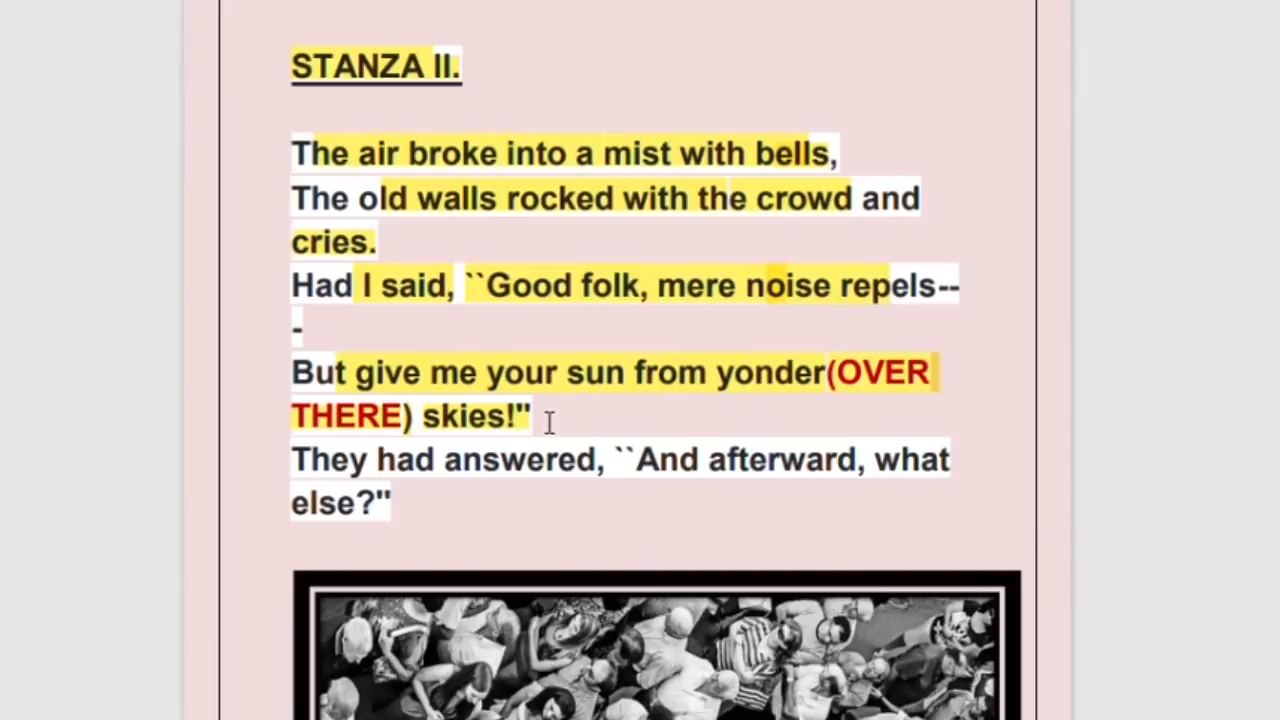 STANZA II.
The air broke into a mist with bells,
The old walls rocked with the crowd and
cries.
Had I said, ``Good folk, mere noise repels--
-
But give me your sun from yonder(OVER
THERE) skies!"
They had answered, ``And afterward, what
else?"